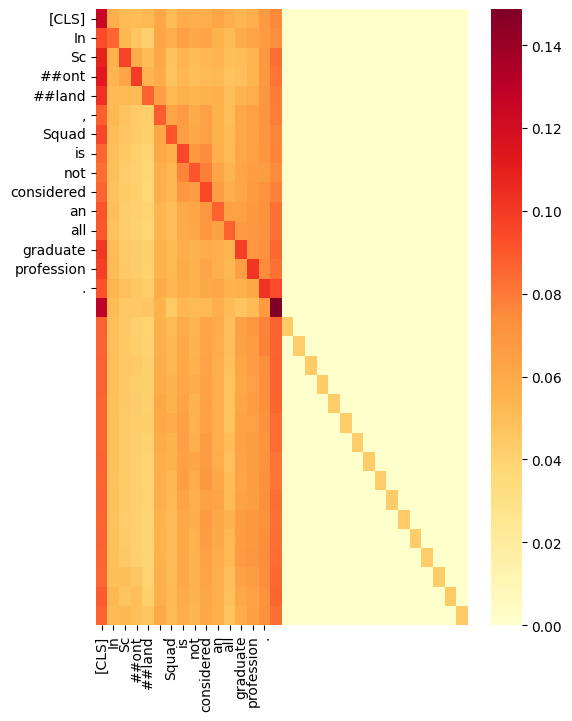 [CLS]
In
Sc
##ont
##land
,
Squad
is
not
considered
an
all
graduate
profession
.
0.14
0.12
0.10
0.08
0.06
0.04
0.02
0.00
[CLS]
In
Sc
##ont
##land
,
Squad
is
not
considered
an
all
graduate
profession
.